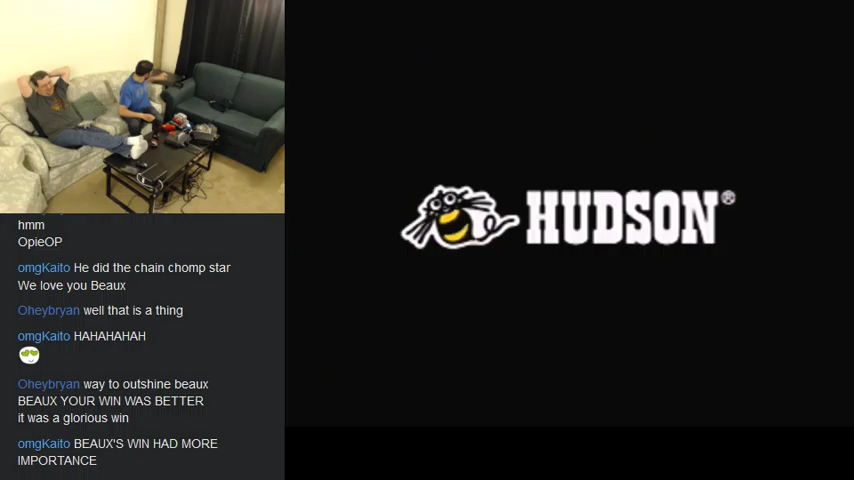 hmm
OpieOP
omgKaito He did the chain chomp star
We love you Beaux
Oheybryan well that is a thing
omgKaito HAHAHAHAH
Oheybryan way to outshine beaux
BEAUX YOUR WIN WAS BETTER
it was a glorious win
omgKaito BEAUX'S WIN HAD MORE
IMPORTANCE
HUDSON®